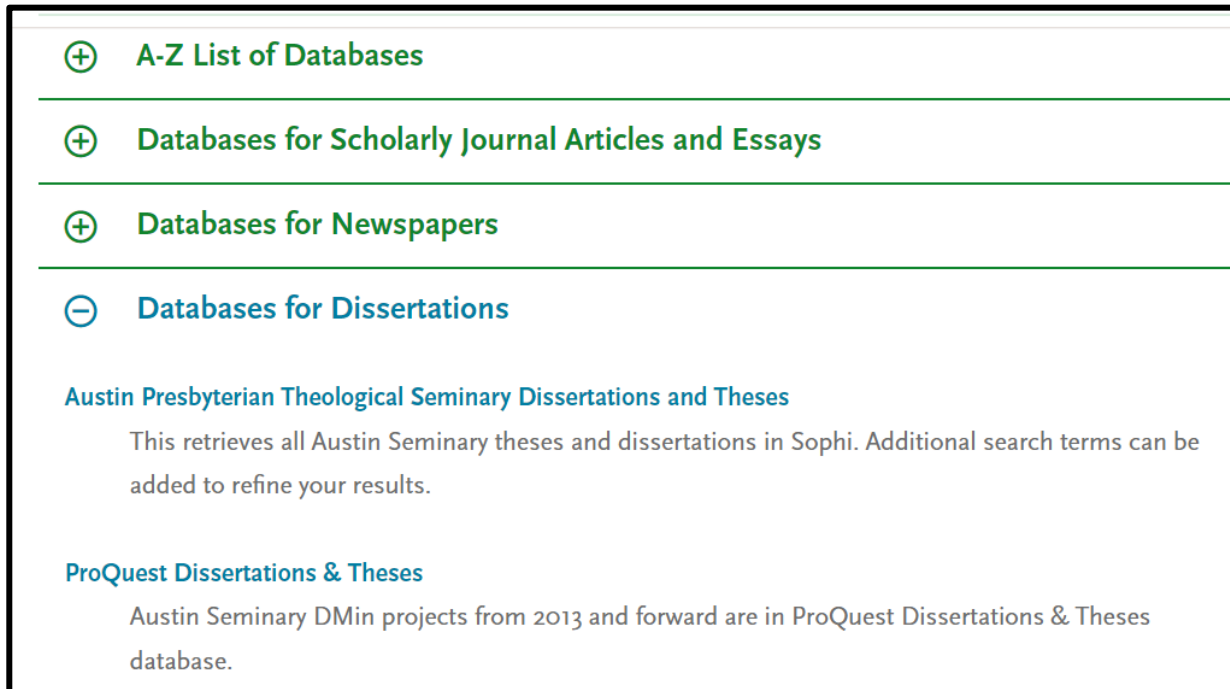 A-Z List of Databases
Databases for Scholarly Journal Articles and Essays
Databases for Newspapers
Databases for Dissertations
Austin Presbyterian Theological Seminary Dissertations and Theses
This retrieves all Austin Seminary theses and dissertations in Sophi. Additional search terms can be
added to refine your results.
ProQuest Dissertations & Theses
Austin Seminary DMin projects from 2013 and forward are in ProQuest Dissertations & Theses
database.